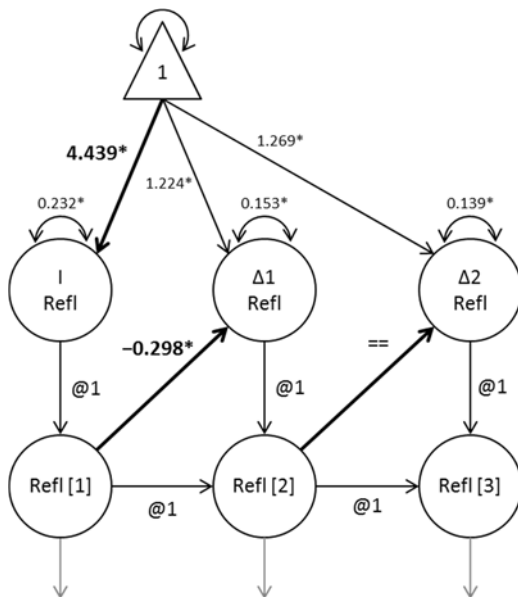 1
4.439*
1.224*
1.269*
0.232*
0.153*
0.139*
I
Refl
Δ1
Refl
Δ2
Refl
−0.298*
==
@1
@1
@1
Refl [1]
Refl [2]
Refl [3]
@1
@1